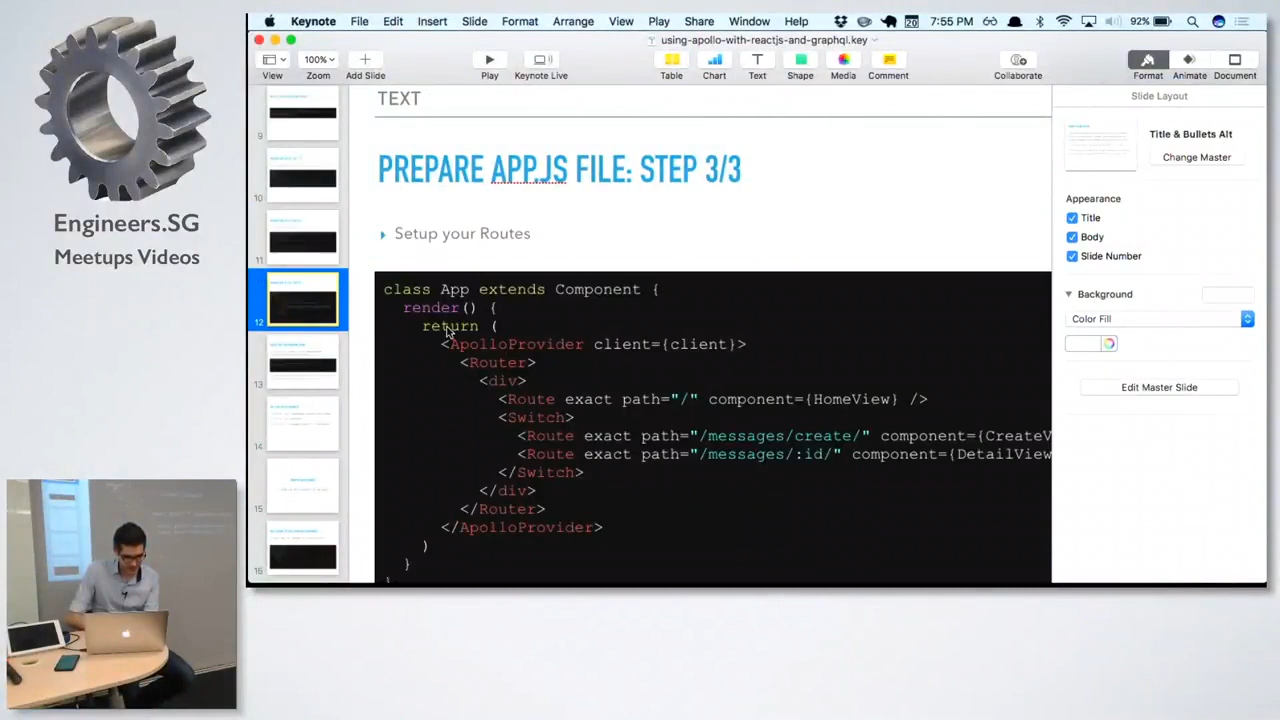 Keynote File Edit Insert Slide Format Arrange View Play Share Window Help 20 7:55 PM 92%
using-apollo-with-reactjs-and-graphql.key
100%
View Zoom Add Slide Play Keynote Live Table Chart Text Shape Media Comment Collaborate Format Animate Document
Engineers.SG
Meetups Videos
9
10
11
12
13
14
15
16
TEXT
PREPARE APP.JS FILE: STEP 3/3
Setup your Routes
class App extends Component {
render() {
return (
<ApolloProvider client={client}>
<Router>
<div>
<Route exact path="/" component={HomeView} />
<Switch>
<Route exact path="/messages/create/" component={CreateV
<Route exact path="/messages/:id/" component={DetailView
</Switch>
</div>
</Router>
</ApolloProvider>
)
}
Slide Layout
Title & Bullets Alt
Change Master
Appearance
Title
Body
Slide Number
Background
Color Fill
Edit Master Slide